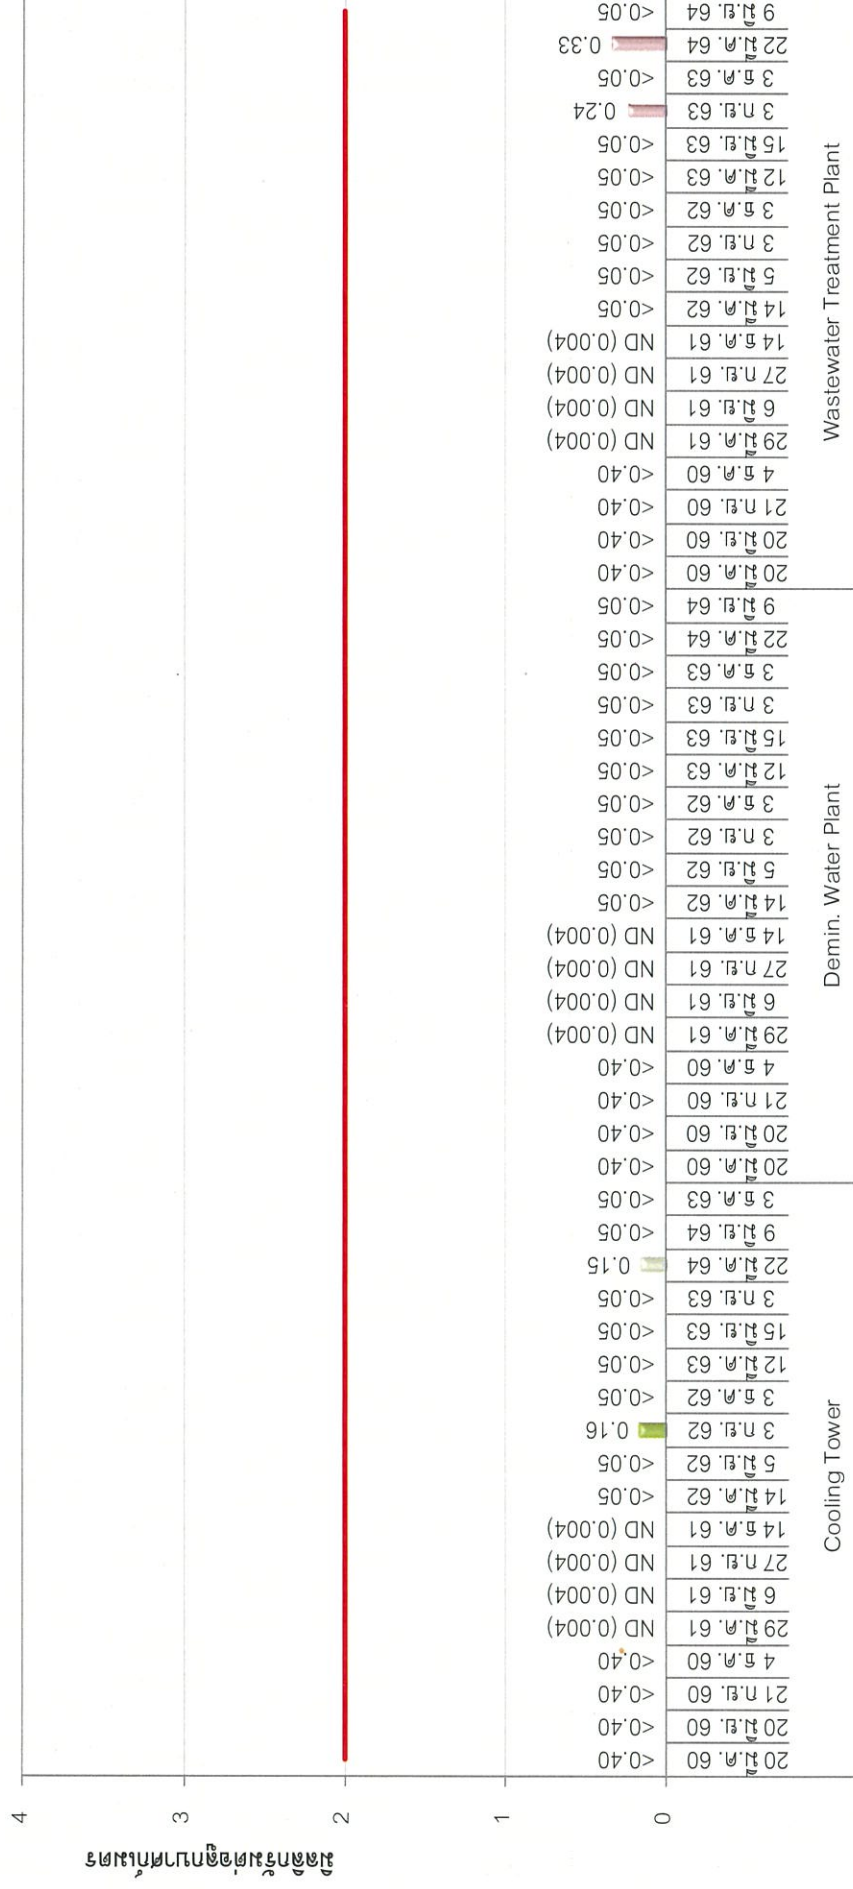 มิลลิกรัมต่อลูกบาศก์เมตร
4
3
2
1
0
20 มี.ค. 60 <0.40
20 มิ.ย. 60 <0.40
21 ก.ย. 60 <0.40
4 ธ.ค. 60 <0.40
29 มี.ค. 61 ND (0.004)
6 มิ.ย. 61 ND (0.004)
27 ก.ย. 61 ND (0.004)
14 ธ.ค. 61 ND (0.004)
14 มี.ค. 62 <0.05
5 มิ.ย. 62 <0.05
3 ก.ย. 62 0.16
3 ธ.ค. 62 <0.05
12 มี.ค. 63 <0.05
15 มิ.ย. 63 <0.05
3 ก.ย. 63 <0.05
22 มี.ค. 64 0.15
9 มิ.ย. 64 <0.05
3 ธ.ค. 63 <0.05
Cooling Tower
20 มี.ค. 60 <0.40
20 มิ.ย. 60 <0.40
21 ก.ย. 60 <0.40
4 ธ.ค. 60 <0.40
29 มี.ค. 61 ND (0.004)
6 มิ.ย. 61 ND (0.004)
27 ก.ย. 61 ND (0.004)
14 ธ.ค. 61 ND (0.004)
14 มี.ค. 62 <0.05
5 มิ.ย. 62 <0.05
3 ก.ย. 62 <0.05
3 ธ.ค. 62 <0.05
12 มี.ค. 63 <0.05
15 มิ.ย. 63 <0.05
3 ก.ย. 63 <0.05
3 ธ.ค. 63 <0.05
22 มี.ค. 64 <0.05
9 มิ.ย. 64 <0.05
Demin. Water Plant
20 มี.ค. 60 <0.40
20 มิ.ย. 60 <0.40
21 ก.ย. 60 <0.40
4 ธ.ค. 60 <0.40
29 มี.ค. 61 ND (0.004)
6 มิ.ย. 61 ND (0.004)
27 ก.ย. 61 ND (0.004)
14 ธ.ค. 61 ND (0.004)
14 มี.ค. 62 <0.05
5 มิ.ย. 62 <0.05
3 ก.ย. 62 <0.05
3 ธ.ค. 62 <0.05
12 มี.ค. 63 <0.05
15 มิ.ย. 63 <0.05
3 ก.ย. 63 0.24
3 ธ.ค. 63 <0.05
22 มี.ค. 64 0.33
9 มิ.ย. 64 <0.05
Wastewater Treatment Plant